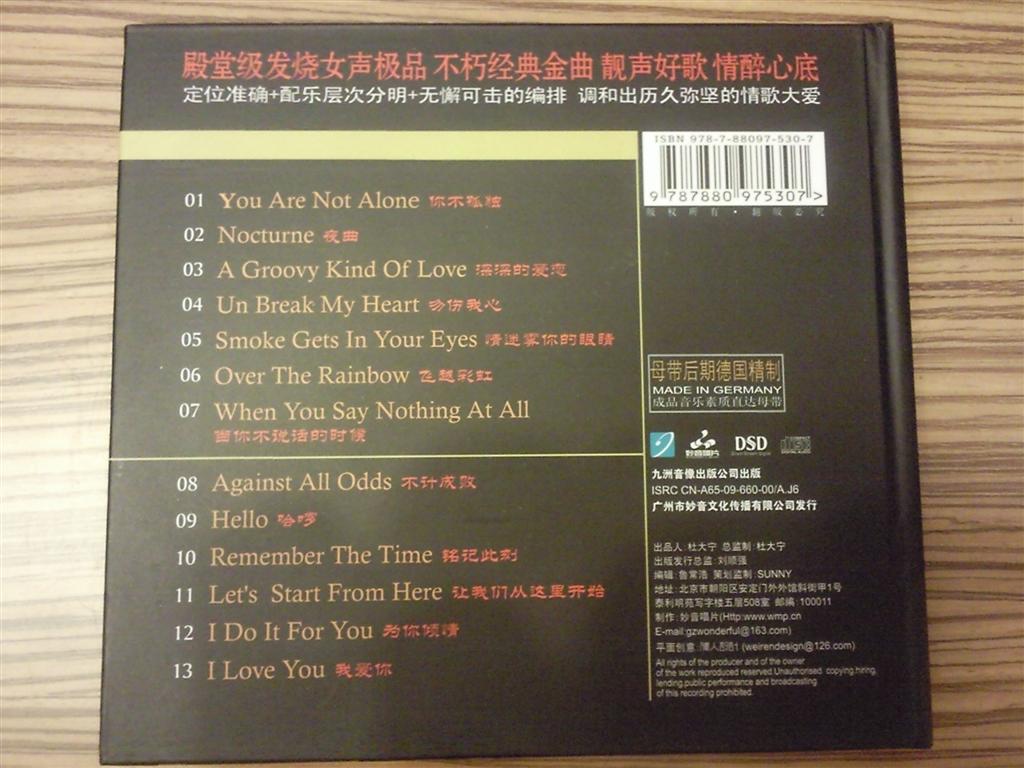 殿堂级发烧女声极品 不朽经典金曲 靓声好歌 情醉心底
定位准确+配乐层次分明+无懈可击的编排 调和出历久弥坚的情歌大爱
ISBN 978-7-88097-530-7
9 787880 975307 >
版权所有·翻版必究
01 You Are Not Alone 你不孤独
02 Nocturne 夜曲
03 A Groovy Kind Of Love 深深的爱恋
04 Un Break My Heart 勿伤我心
05 Smoke Gets In Your Eyes 情迷雾你的眼睛
06 Over The Rainbow 飞越彩虹
07 When You Say Nothing At All
当你不说话的时候
08 Against All Odds 不计成败
09 Hello 哈啰
10 Remember The Time 铭记此刻
11 Let's Start From Here 让我们从这里开始
12 I Do It For You 为你倾情
13 I Love You 我爱你
母带后期德国精制
MADE IN GERMANY
成品音乐素质直达母带
妙音唱片 DSD
九洲音像出版公司出版
ISRC CN-A65-09-660-00/A.J6
广州市妙音文化传播有限公司发行
出品人:杜大宁 总监制:杜大宁
出版发行总监:刘顺强
编辑:鲁常浩 策划监制:SUNNY
地址:北京市朝阳区安定门外外馆斜街甲1号
泰利明苑写字楼五层508室 邮编:100011
制作:妙音唱片(Http:www.wmp.cn
E-mail:gzwonderful@163.com)
平面创意: (weirendesign@126.com)
All rights of the producer and of the owner
of the work reproduced reserved.Unauthorised copying.hiring.
lending.public performance and broadcasting
of this recording prohibited.